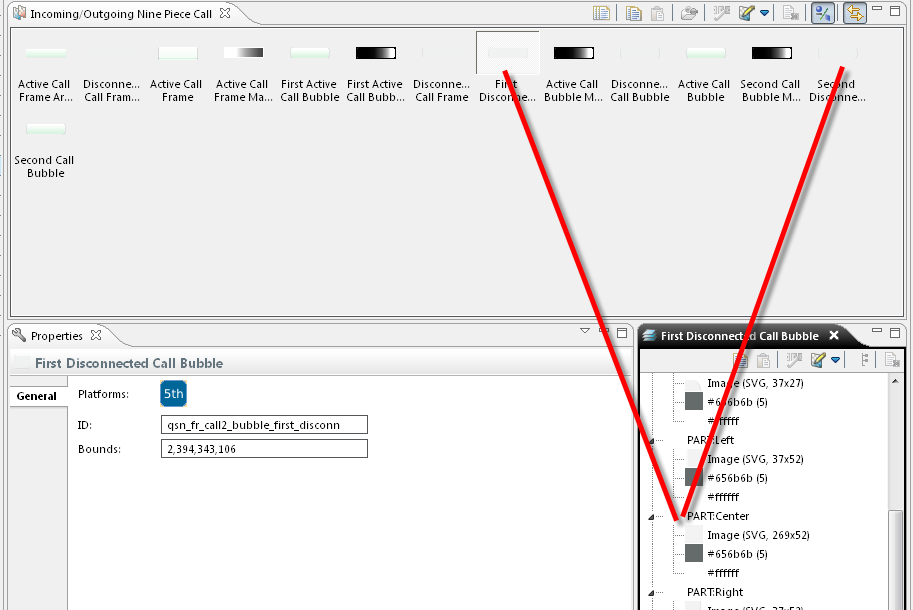 Incoming/Outgoing Nine Piece Call
Active Call Frame Ar...
Disconne... Call Fram...
Active Call Frame
Active Call Frame Ma...
First Active Call Bubble
First Active Call Bubb...
Disconne... Call Frame
First Disconne...
Active Call Bubble M...
Disconne... Call Bubble
Active Call Bubble
Second Call Bubble M...
Second Disconne...
Second Call Bubble
Properties
First Disconnected Call Bubble
General
Platforms: 5th
ID: qsn_fr_call2_bubble_first_disconn
Bounds: 2,394,343,106
First Disconnected Call Bubble
Image (SVG, 37x27)
#656b6b (5)
#ffffff
PART:Left
Image (SVG, 37x52)
#656b6b (5)
#ffffff
PART:Center
Image (SVG, 269x52)
#656b6b (5)
#ffffff
PART:Right
Image (SVG, 37x52)